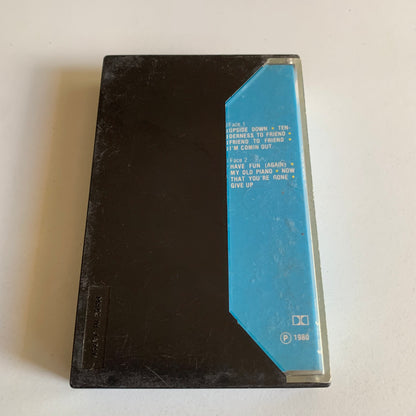 Face 1
UPSIDE DOWN • TEN-
DERNESS TO FRIEND •
FRIEND TO FRIEND •
I'M COMIN OUT
Face 2
HAVE FUN (AGAIN) •
MY OLD PIANO • NOW
THAT YOU'RE GONE •
GIVE UP
Ⓟ 1980